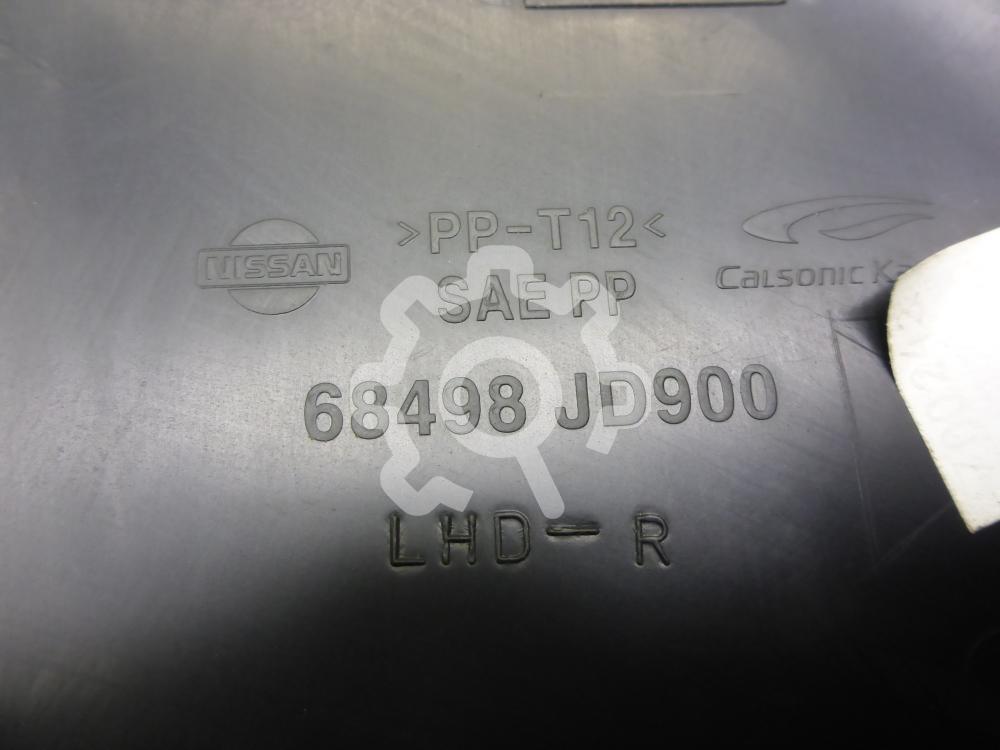 NISSAN
>PP-T12<
SAE PP
Calsonic
68498 JD900
LHD-R